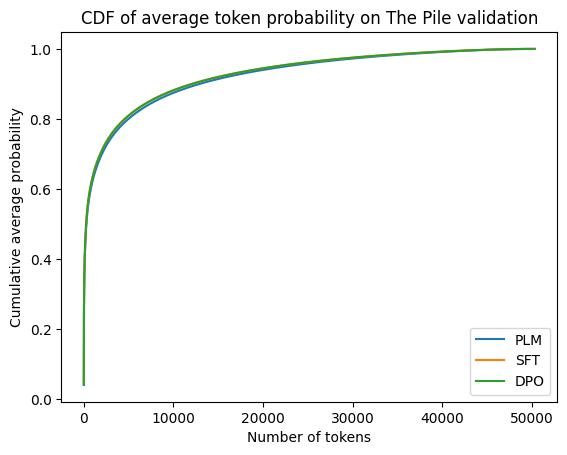 CDF of average token probability on The Pile validation
1.0
0.8
0.6
0.4
0.2
0.0
Cumulative average probability
PLM
SFT
DPO
0 10000 20000 30000 40000 50000
Number of tokens